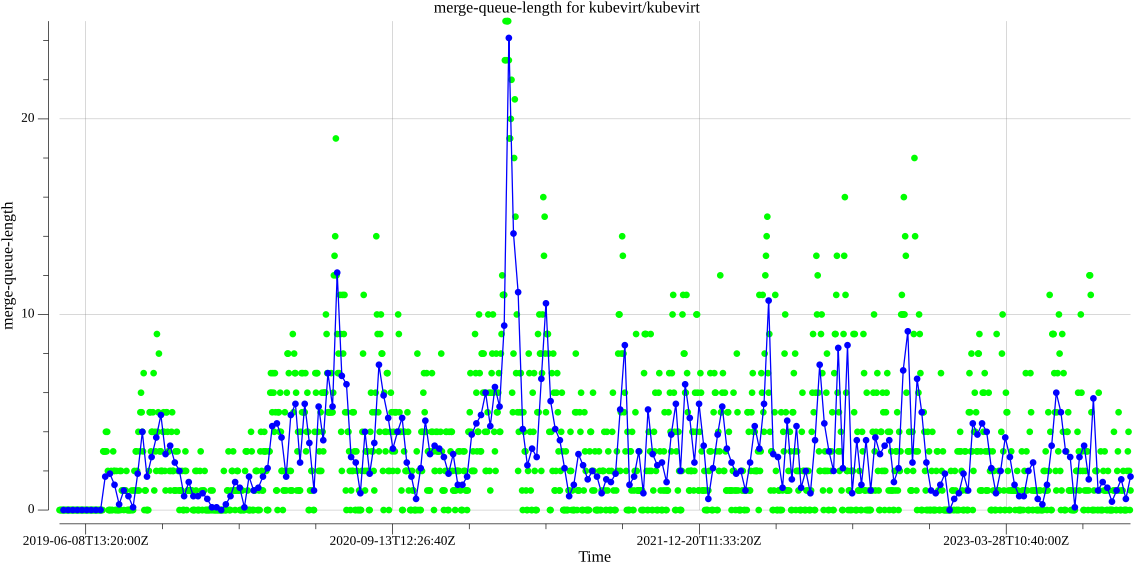 merge-queue-length for kubevirt/kubevirt
merge-queue-length
20
10
0
2019-06-08T13:20:00Z
2020-09-13T12:26:40Z
2021-12-20T11:33:20Z
2023-03-28T10:40:00Z
Time